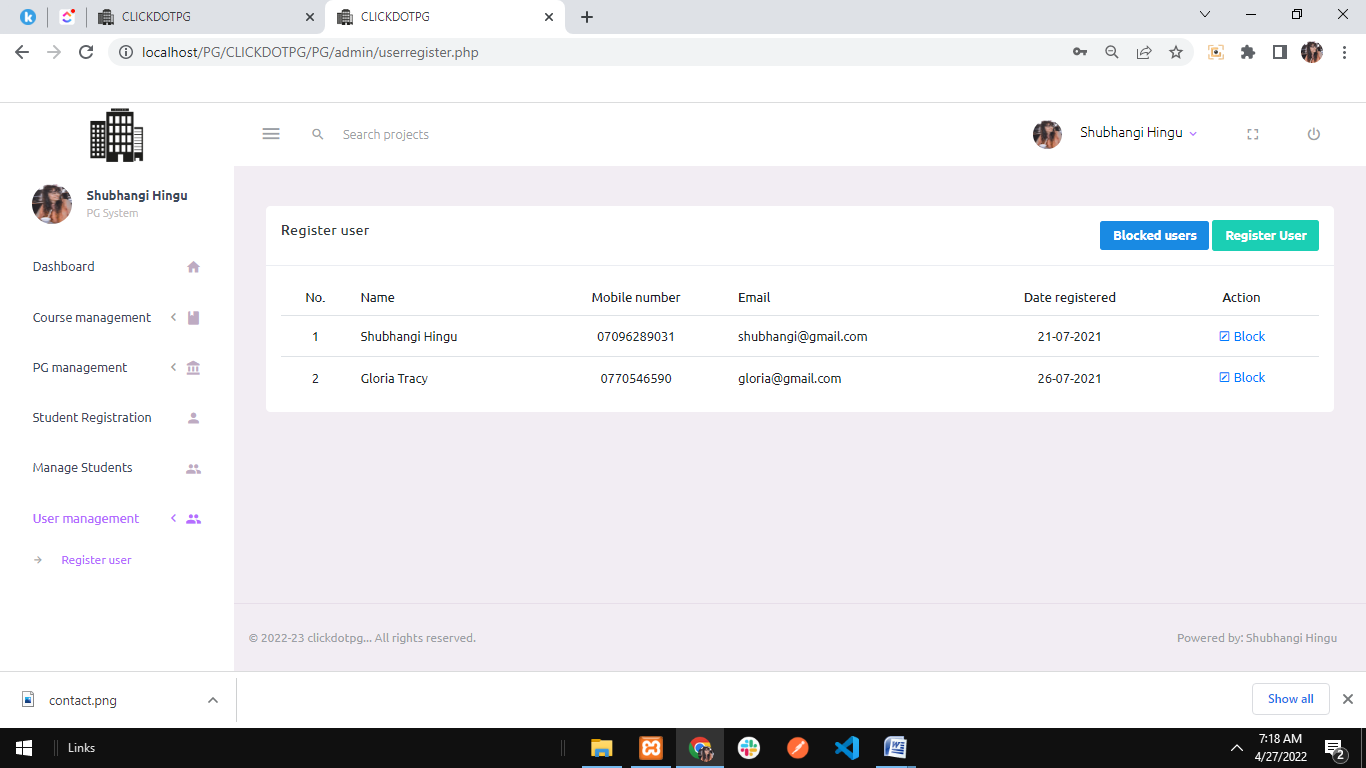 CLICKDOTPG
CLICKDOTPG
localhost/PG/CLICKDOTPG/PG/admin/userregister.php
Search projects
Shubhangi Hingu
Shubhangi Hingu
PG System
Dashboard
Course management
PG management
Student Registration
Manage Students
User management
Register user
Register user
Blocked users
Register User
No. Name Mobile number Email Date registered Action
1 Shubhangi Hingu 07096289031 shubhangi@gmail.com 21-07-2021 Block
2 Gloria Tracy 0770546590 gloria@gmail.com 26-07-2021 Block
© 2022-23 clickdotpg... All rights reserved.
Powered by: Shubhangi Hingu
contact.png
Show all
Links
7:18 AM
4/27/2022
2